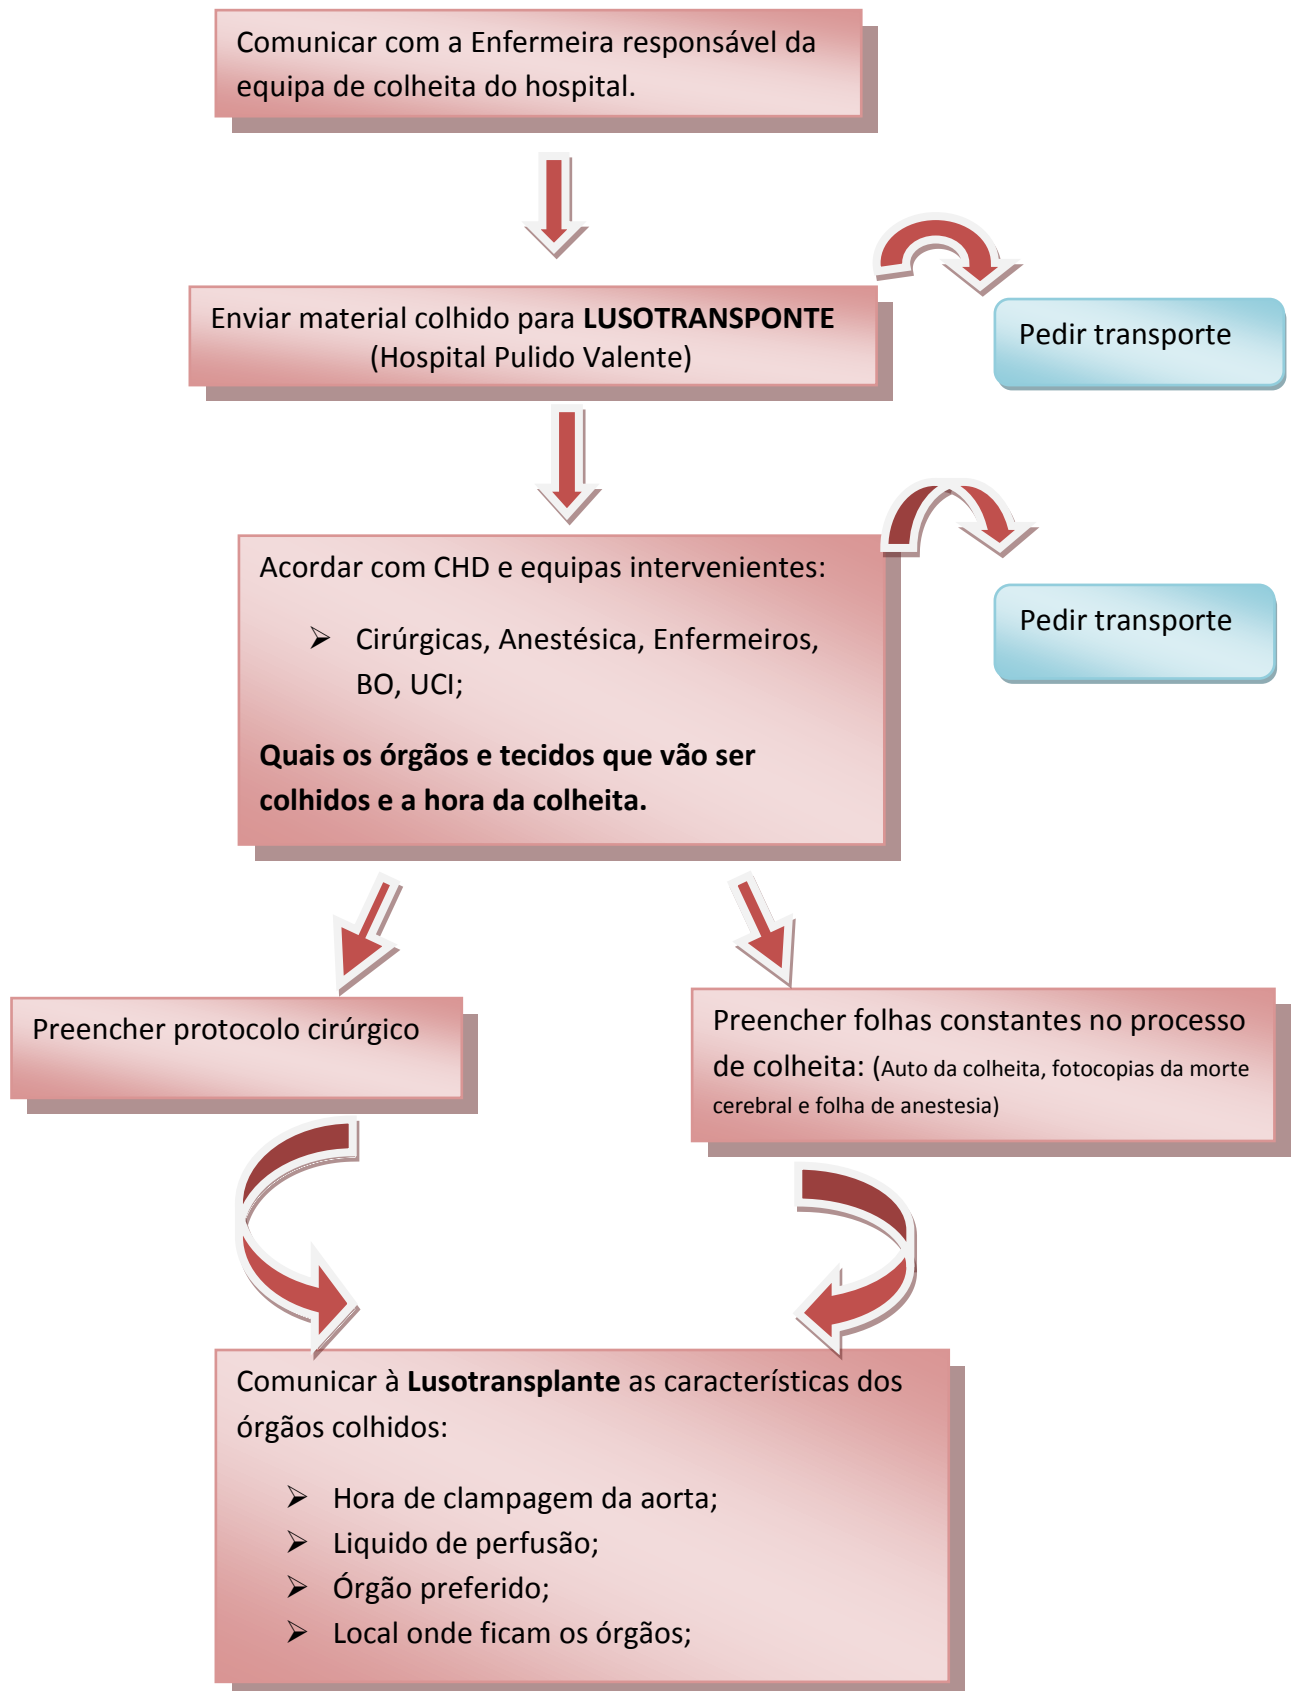 Comunicar com a Enfermeira responsável da
equipa de colheita do hospital.
Enviar material colhido para LUSOTRANSPONTE
(Hospital Pulido Valente)
Pedir transporte
Acordar com CHD e equipas intervenientes:
➢ Cirúrgicas, Anestésica, Enfermeiros,
BO, UCI;
Quais os órgãos e tecidos que vão ser
colhidos e a hora da colheita.
Pedir transporte
Preencher protocolo cirúrgico
Preencher folhas constantes no processo
de colheita: (Auto da colheita, fotocopias da morte
cerebral e folha de anestesia)
Comunicar à Lusotransplante as características dos
órgãos colhidos:
➢ Hora de clampagem da aorta;
➢ Liquido de perfusão;
➢ Órgão preferido;
➢ Local onde ficam os órgãos;